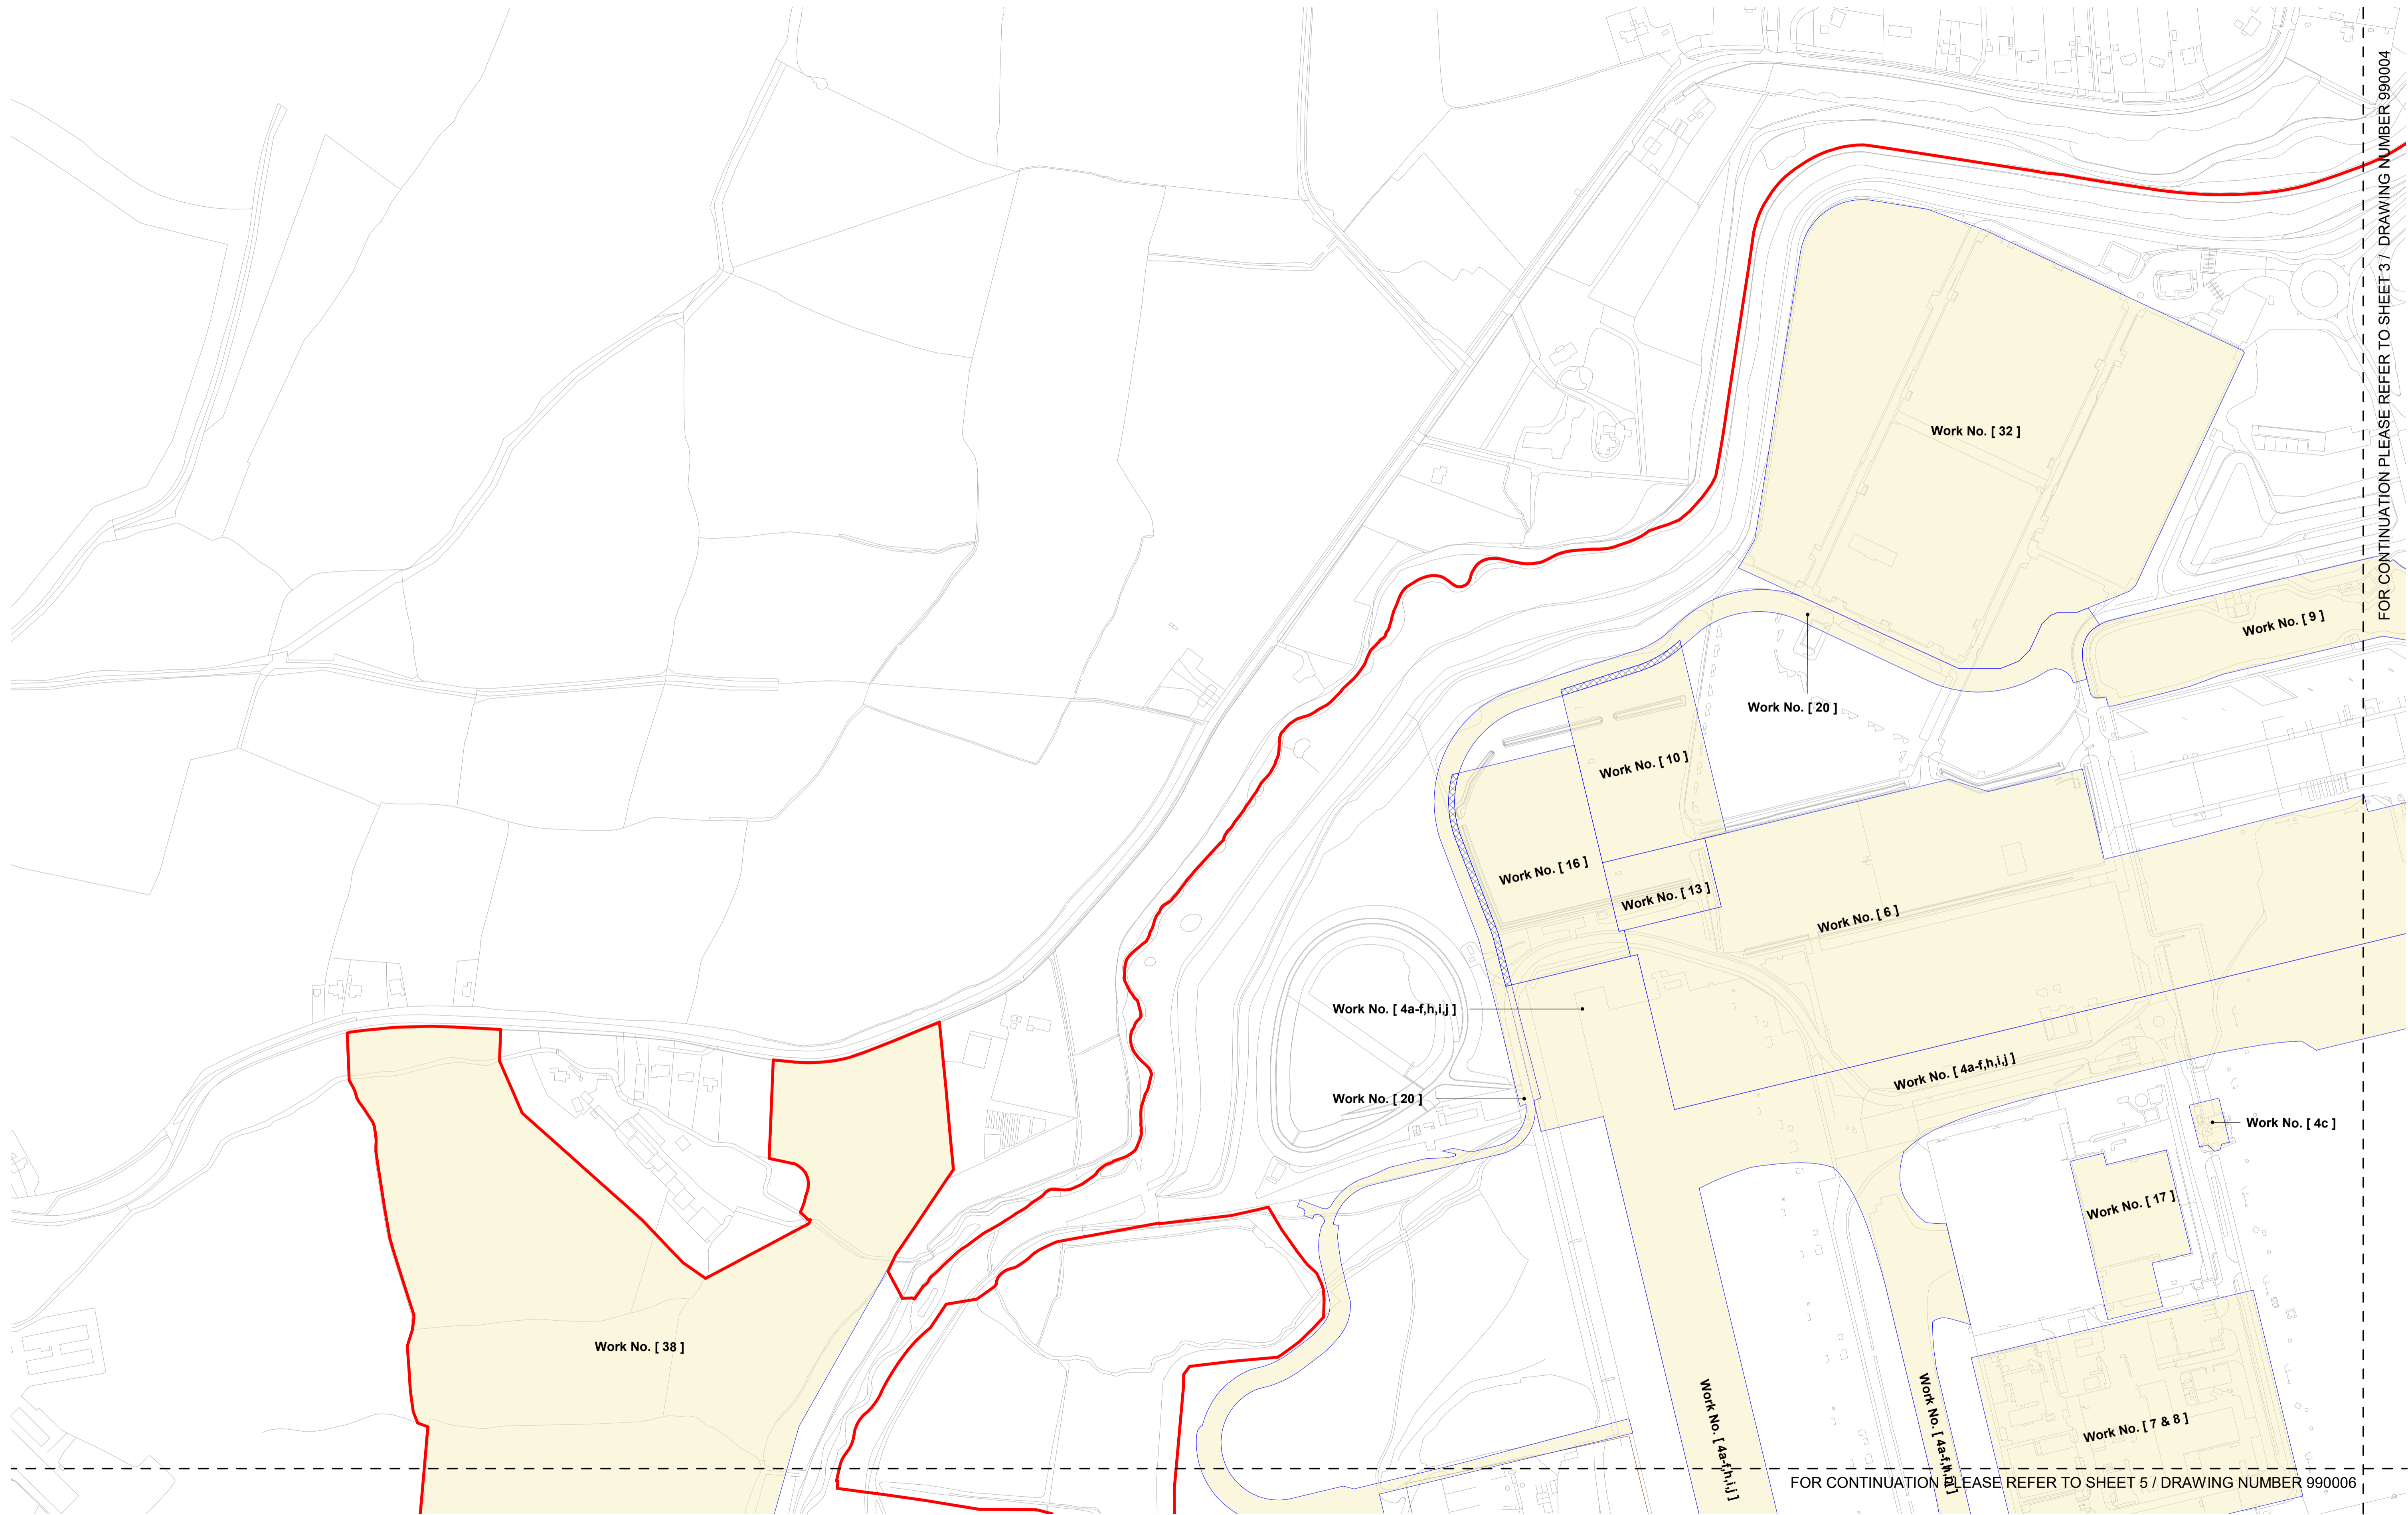 FOR CONTINUATION PLEASE REFER TO SHEET 3 / DRAWING NUMBER 990004
Work No. [ 32 ]
Work No. [ 9 ]
Work No. [ 20 ]
Work No. [ 10 ]
Work No. [ 16 ]
Work No. [ 13 ]
Work No. [ 6 ]
Work No. [ 4a-f,h,i,j ]
Work No. [ 4a-f,h,i,j ]
Work No. [ 20 ]
Work No. [ 4c ]
Work No. [ 17 ]
Work No. [ 38 ]
Work No. [ 4a-f,h,i,j ]
Work No. [ 4a-f,h,i,j ]
Work No. [ 7 & 8 ]
FOR CONTINUATION PLEASE REFER TO SHEET 5 / DRAWING NUMBER 990006